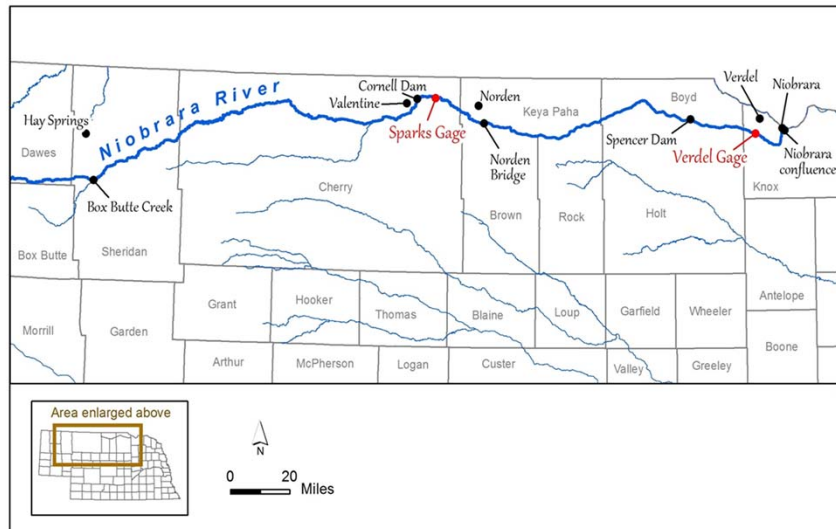 Niobrara River
Hay Springs
Dawes
Box Butte Creek
Box Butte
Sheridan
Cornell Dam
Valentine
Sparks Gage
Norden
Norden
Bridge
Keya Paha
Boyd
Spencer Dam
Verdel
Verdel Gage
Niobrara
Niobrara
confluence
Knox
Cherry
Brown
Rock
Holt
Antelope
Morrill
Garden
Grant
Hooker
Thomas
Blaine
Loup
Garfield
Wheeler
Boone
Arthur
McPherson
Logan
Custer
Valley
Greeley
Area enlarged above
N
0
20
Miles